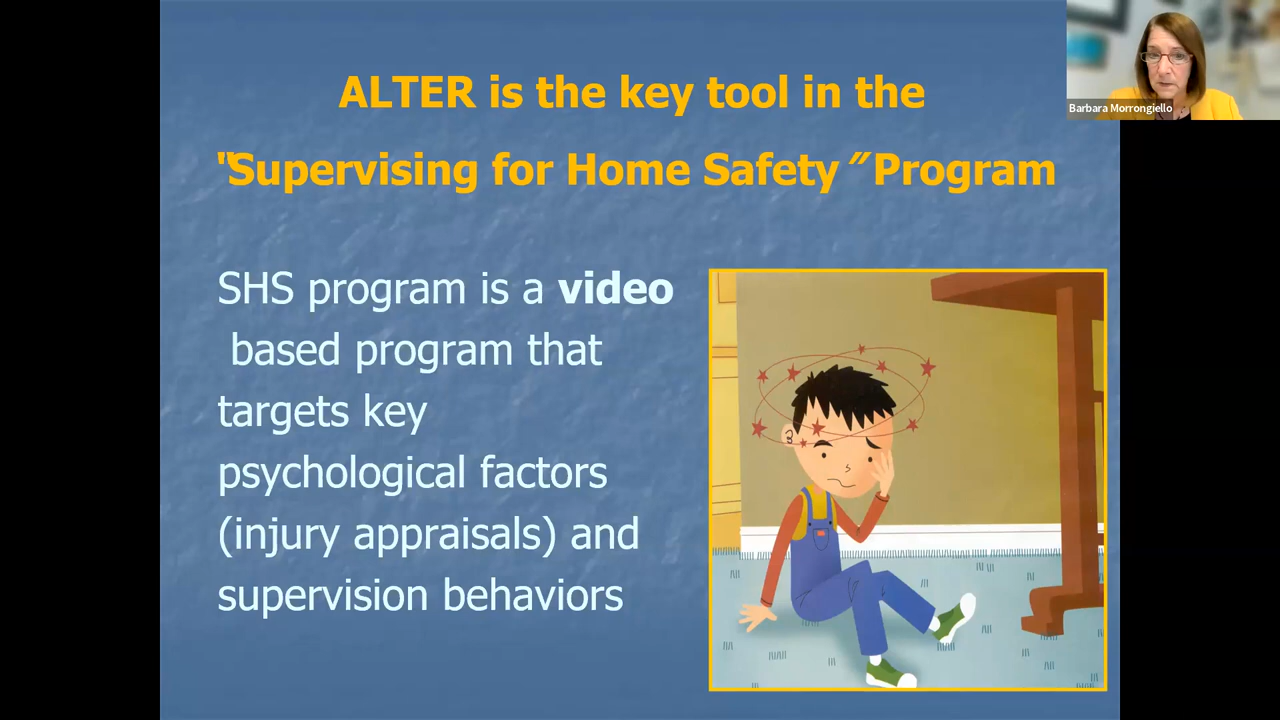 ALTER is the key tool in the
"Supervising for Home Safety" Program
SHS program is a video
based program that
targets key
psychological factors
(injury appraisals) and
supervision behaviors
Barbara Morrongiello